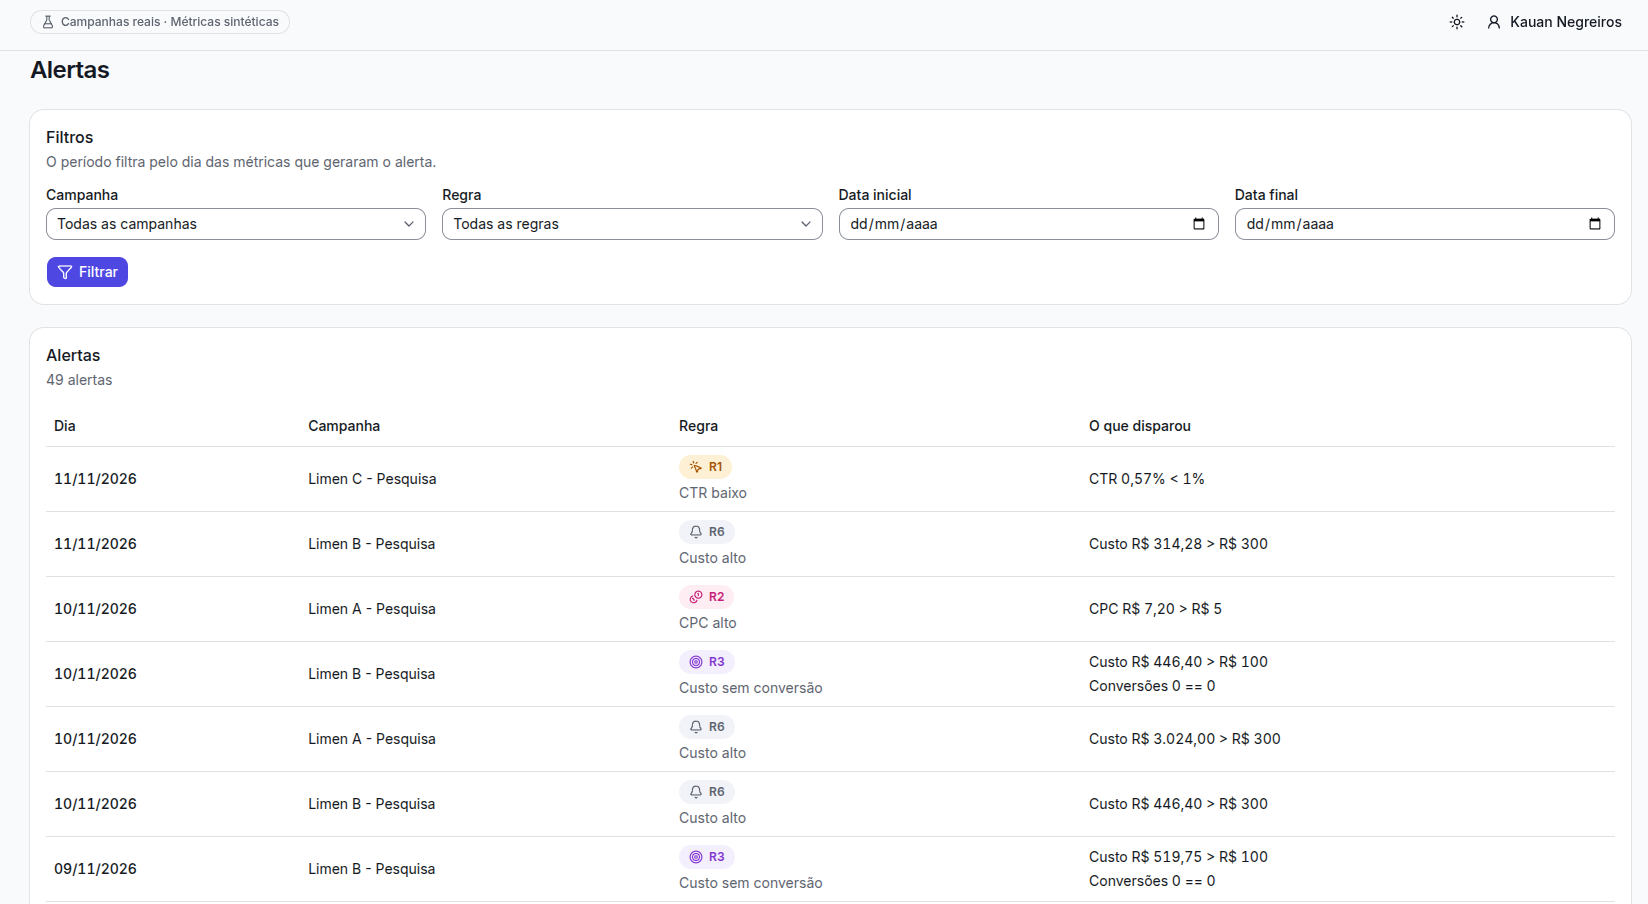 Campanhas reais · Métricas sintéticas
Kauan Negreiros
Alertas
Filtros
O período filtra pelo dia das métricas que geraram o alerta.
Campanha Regra Data inicial Data final
Todas as campanhas Todas as regras dd/mm/aaaa dd/mm/aaaa
Filtrar
Alertas
49 alertas
Dia Campanha Regra O que disparou
11/11/2026 Limen C - Pesquisa R1 CTR 0,57% < 1%
CTR baixo
11/11/2026 Limen B - Pesquisa R6 Custo R$ 314,28 > R$ 300
Custo alto
10/11/2026 Limen A - Pesquisa R2 CPC R$ 7,20 > R$ 5
CPC alto
10/11/2026 Limen B - Pesquisa R3 Custo R$ 446,40 > R$ 100
Custo sem conversão Conversões 0 == 0
10/11/2026 Limen A - Pesquisa R6 Custo R$ 3.024,00 > R$ 300
Custo alto
10/11/2026 Limen B - Pesquisa R6 Custo R$ 446,40 > R$ 300
Custo alto
09/11/2026 Limen B - Pesquisa R3 Custo R$ 519,75 > R$ 100
Custo sem conversão Conversões 0 == 0